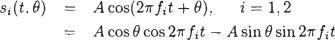 s_i(t, θ) = A cos(2πf_i t + θ), i = 1, 2
= A cos θ cos 2πf_i t − A sin θ sin 2πf_i t